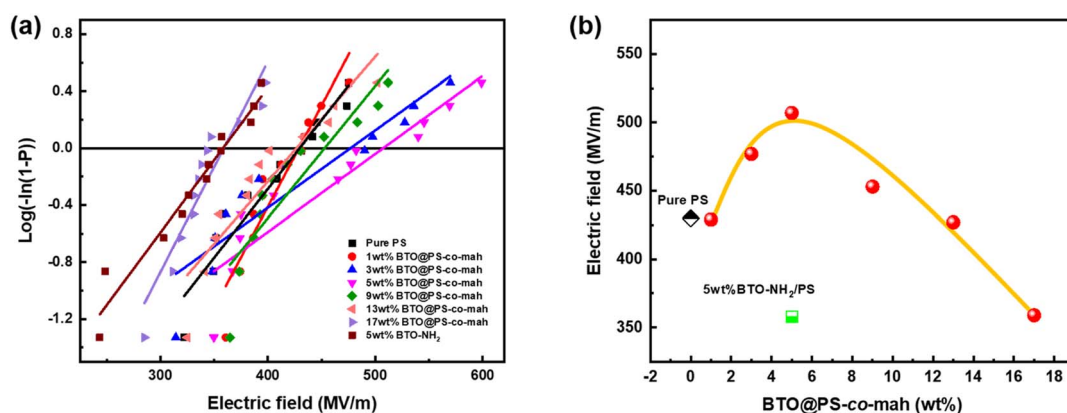 (a)
Log(-ln(1-P))
0.8
0.4
0.0
-0.4
-0.8
-1.2
300
400
500
600
Electric field (MV/m)
Pure PS
1wt% BTO@PS-co-mah
3wt% BTO@PS-co-mah
5wt% BTO@PS-co-mah
9wt% BTO@PS-co-mah
13wt% BTO@PS-co-mah
17wt% BTO@PS-co-mah
5wt% BTO-NH₂
(b)
Electric field (MV/m)
575
550
500
450
400
350
325
Pure PS
5wt%BTO-NH₂/PS
-2
0
2
4
6
8
10
12
14
16
18
BTO@PS-co-mah (wt%)